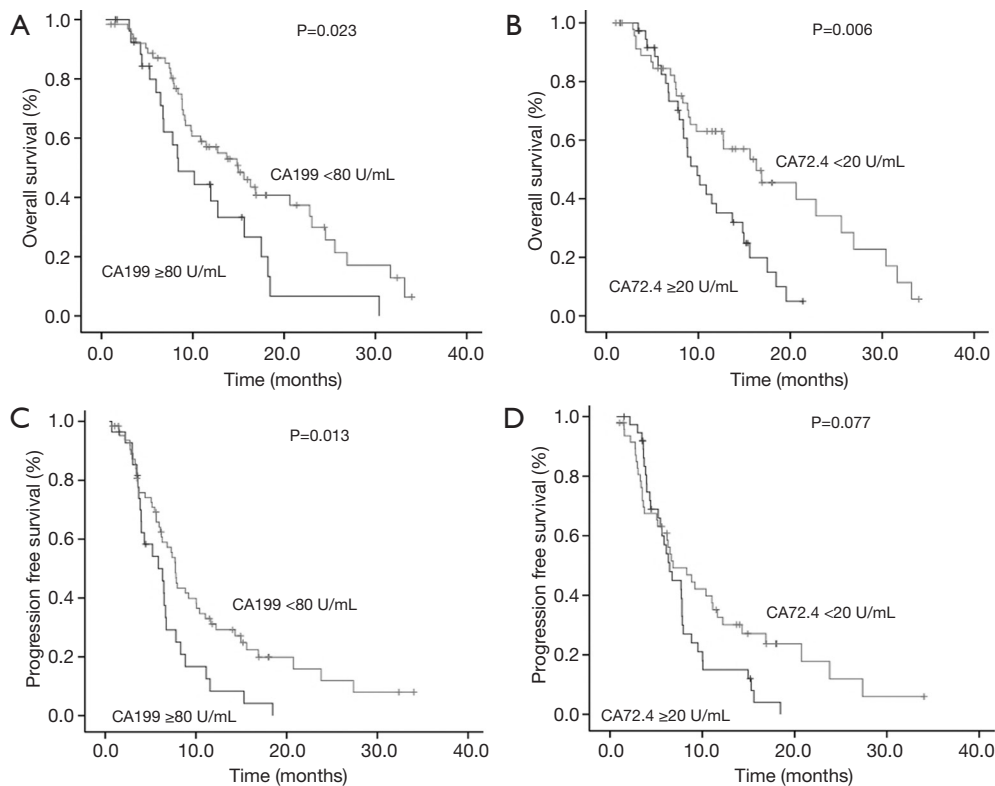 A
P=0.023
Overall survival (%)
1.0
0.8
0.6
0.4
0.2
0.0
CA199 <80 U/mL
CA199 ≥80 U/mL
0.0 10.0 20.0 30.0 40.0
Time (months)
B
P=0.006
Overall survival (%)
1.0
0.8
0.6
0.4
0.2
0.0
CA72.4 <20 U/mL
CA72.4 ≥20 U/mL
0.0 10.0 20.0 30.0 40.0
Time (months)
C
P=0.013
Progression free survival (%)
1.0
0.8
0.6
0.4
0.2
0.0
CA199 <80 U/mL
CA199 ≥80 U/mL
0.0 10.0 20.0 30.0 40.0
Time (months)
D
P=0.077
Progression free survival (%)
1.0
0.8
0.6
0.4
0.2
0.0
CA72.4 <20 U/mL
CA72.4 ≥20 U/mL
0.0 10.0 20.0 30.0 40.0
Time (months)